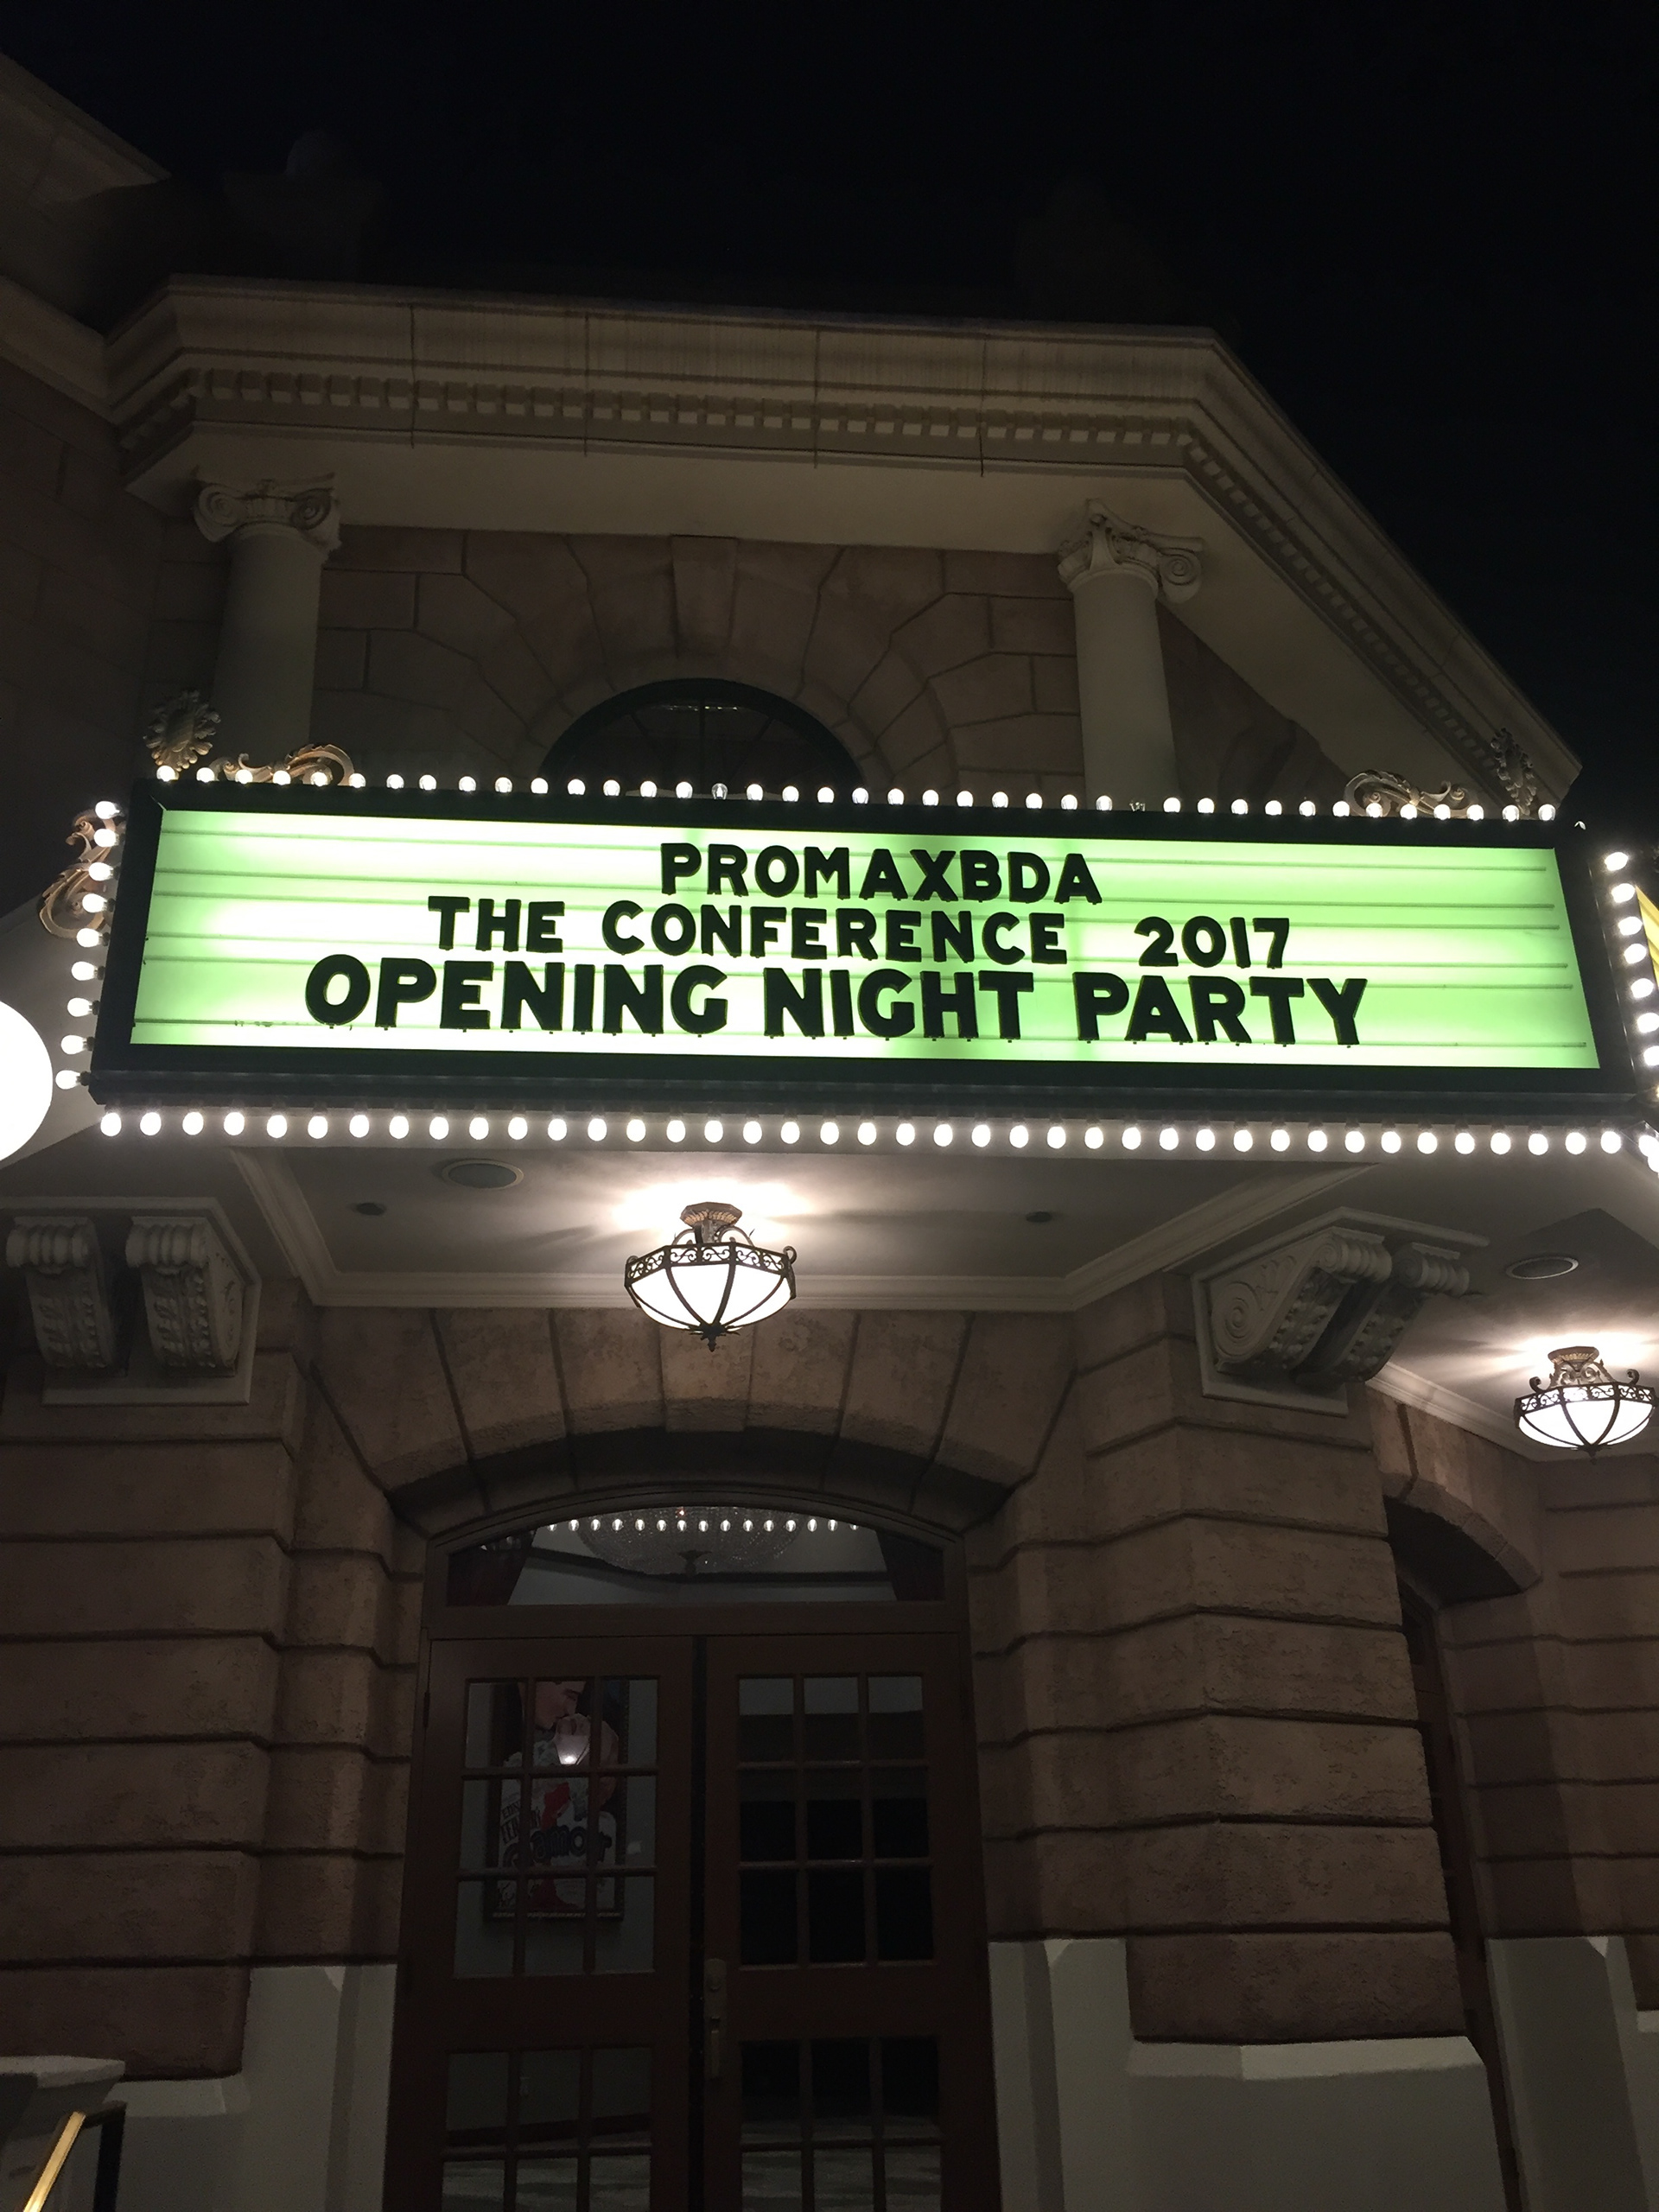 PROMAXBDA
THE CONFERENCE 2017
OPENING NIGHT PARTY